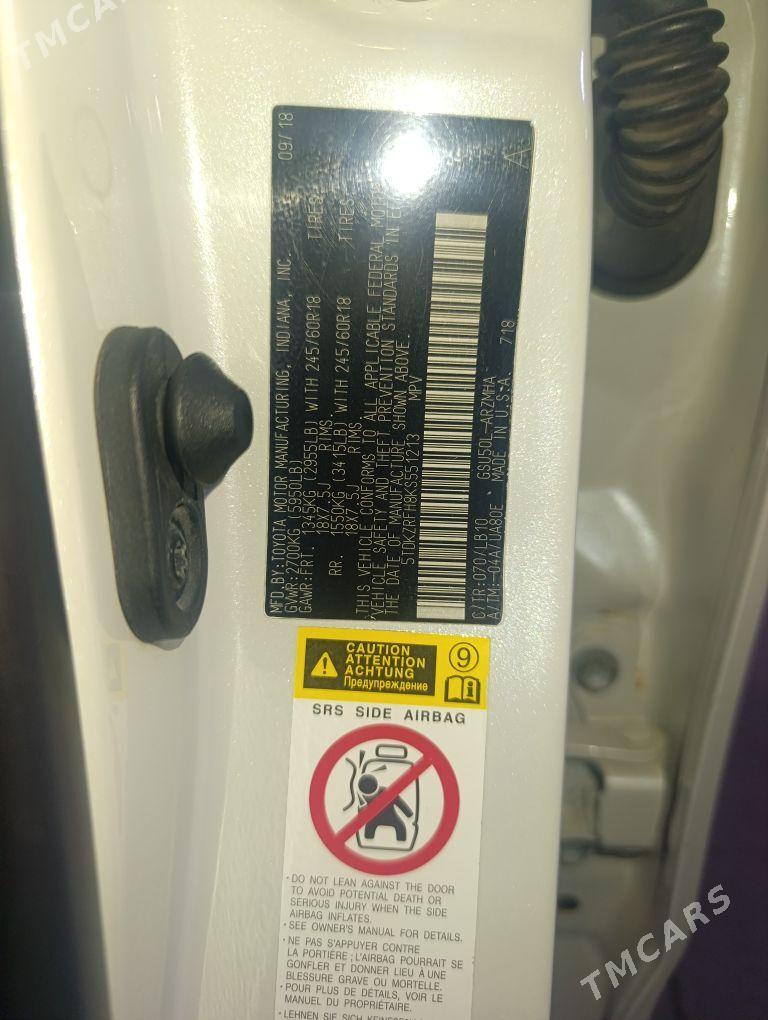 TMCARS
MFD.BY:TOYOTA MOTOR MANUFACTURING, INDIANA, INC. 09/18
GVWR:2700KG (5950LB)
GAWR:FRT. 1345KG (2955LB) WITH 245/60R18 TIRES
18X7.5J RIMS
RR. 1550KG (3415LB) WITH 245/60R18 TIRES
18X7.5J RIMS
THIS VEHICLE CONFORMS TO ALL APPLICABLE FEDERAL MOTOR
VEHICLE SAFETY AND THEFT PREVENTION STANDARDS IN
THE DATE OF MANUFACTURE SHOWN ABOVE.
5TDKZRFH8KS551213 MPV
C/TR:070/LB10 GSU50L-ARZMHA
A/TM:-04A/UA80E MADE IN U.S.A. 718
A
CAUTION
ATTENTION
ACHTUNG
Предупреждение
9
SRS SIDE AIRBAG
·DO NOT LEAN AGAINST THE DOOR
TO AVOID POTENTIAL DEATH OR
SERIOUS INJURY WHEN THE SIDE
AIRBAG INFLATES.
·SEE OWNER'S MANUAL FOR DETAILS.
·NE PAS S'APPUYER CONTRE
LA PORTIÈRE ; L'AIRBAG POURRAIT SE
GONFLER ET DONNER LIEU À UNE
BLESSURE GRAVE OU MORTELLE.
·POUR PLUS DE DÉTAILS, VOIR LE
MANUEL DU PROPRIÉTAIRE.
·LEHNEN SIE SICH
TMCARS